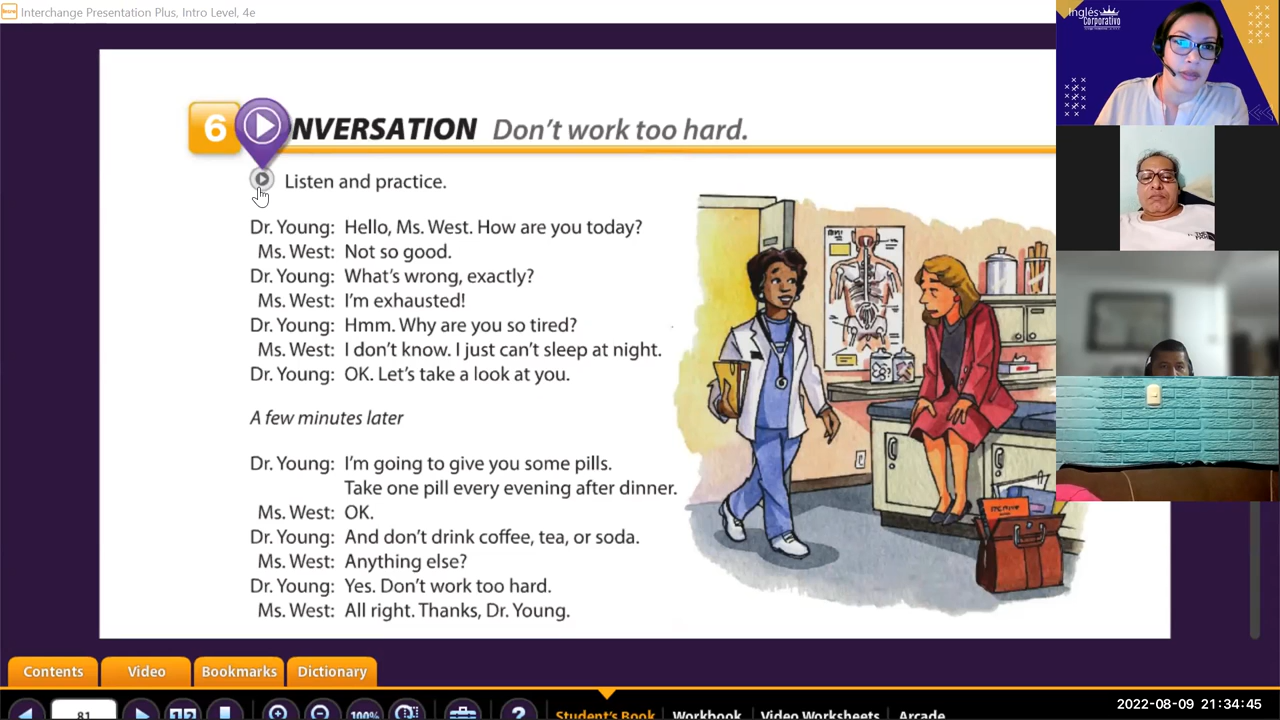 Interchange Presentation Plus, Intro Level, 4e
Inglés
Corporativo
6 NVERSATION Don't work too hard.
Listen and practice.
Dr. Young: Hello, Ms. West. How are you today?
Ms. West: Not so good.
Dr. Young: What's wrong, exactly?
Ms. West: I'm exhausted!
Dr. Young: Hmm. Why are you so tired?
Ms. West: I don't know. I just can't sleep at night.
Dr. Young: OK. Let's take a look at you.
A few minutes later
Dr. Young: I'm going to give you some pills.
Take one pill every evening after dinner.
Ms. West: OK.
Dr. Young: And don't drink coffee, tea, or soda.
Ms. West: Anything else?
Dr. Young: Yes. Don't work too hard.
Ms. West: All right. Thanks, Dr. Young.
Contents Video Bookmarks Dictionary
81 100% ? Student's Book Workbook Video Worksheets Arcade
2022-08-09 21:34:45